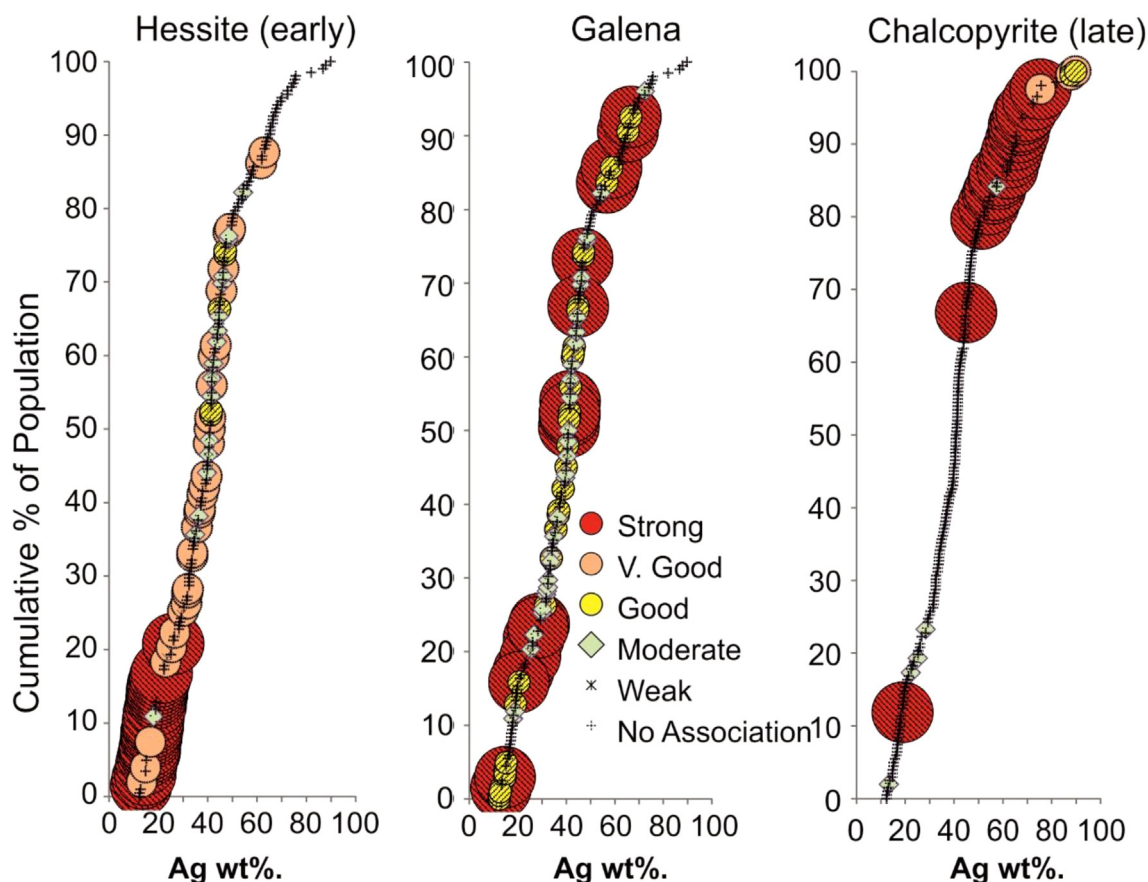 Hessite (early)
Galena
Chalcopyrite (late)
Cumulative % of Population
100
90
80
70
60
50
40
30
20
10
0
0 20 40 60 80 100
Ag wt%.
100
90
80
70
60
50
40
30
20
10
0
0 20 40 60 80 100
Ag wt%.
Strong
V. Good
Good
Moderate
Weak
No Association
100
90
80
70
60
50
40
30
20
10
0
0 20 40 60 80 100
Ag wt%.